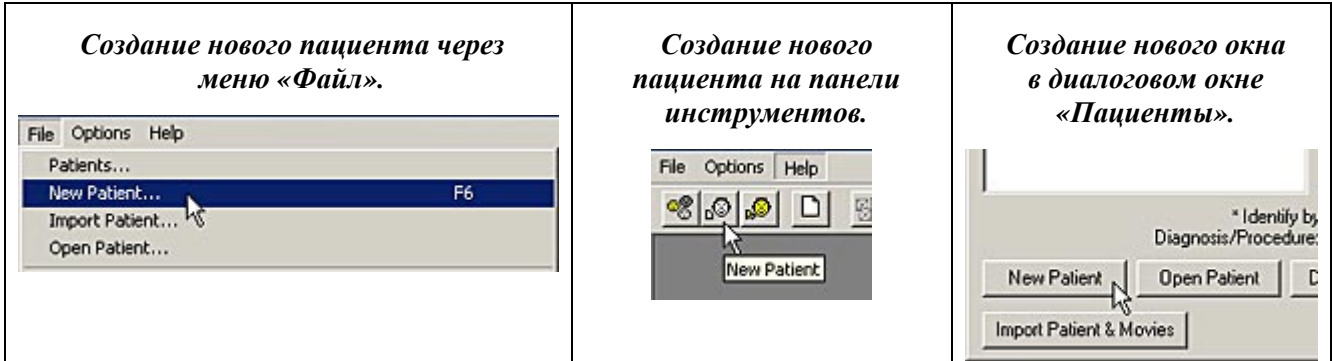 Создание нового пациента через
меню «Файл».
File Options Help
Patients...
New Patient... F6
Import Patient...
Open Patient...
Создание нового
пациента на панели
инструментов.
File Options Help
New Patient
Создание нового окна
в диалоговом окне
«Пациенты».
* Identify by
Diagnosis/Procedure:
New Patient Open Patient D
Import Patient & Movies